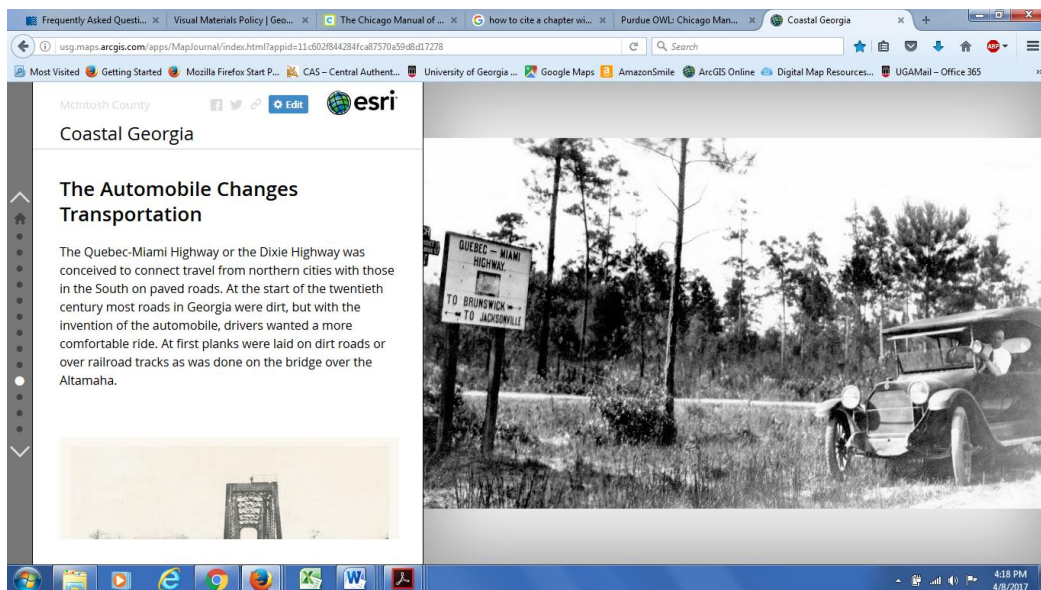 Frequently Asked Questi... × Visual Materials Policy | Geo... × The Chicago Manual of ... × how to cite a chapter wi... × Purdue OWL: Chicago Man... × Coastal Georgia ×
usg.maps.arcgis.com/apps/MapJournal/index.html?appid=11c602f844284fca87570a59d8d17278 Search ABP
Most Visited Getting Started Mozilla Firefox Start P... CAS – Central Authent... University of Georgia ... Google Maps AmazonSmile ArcGIS Online Digital Map Resources... UGAMail – Office 365
McIntosh County Edit esri
Coastal Georgia
The Automobile Changes
Transportation
The Quebec-Miami Highway or the Dixie Highway was
conceived to connect travel from northern cities with those
in the South on paved roads. At the start of the twentieth
century most roads in Georgia were dirt, but with the
invention of the automobile, drivers wanted a more
comfortable ride. At first planks were laid on dirt roads or
over railroad tracks as was done on the bridge over the
Altamaha.
QUEBEC – MIAMI
HIGHWAY
TO BRUNSWICK
TO JACKSONVILLE
4:18 PM
4/8/2017